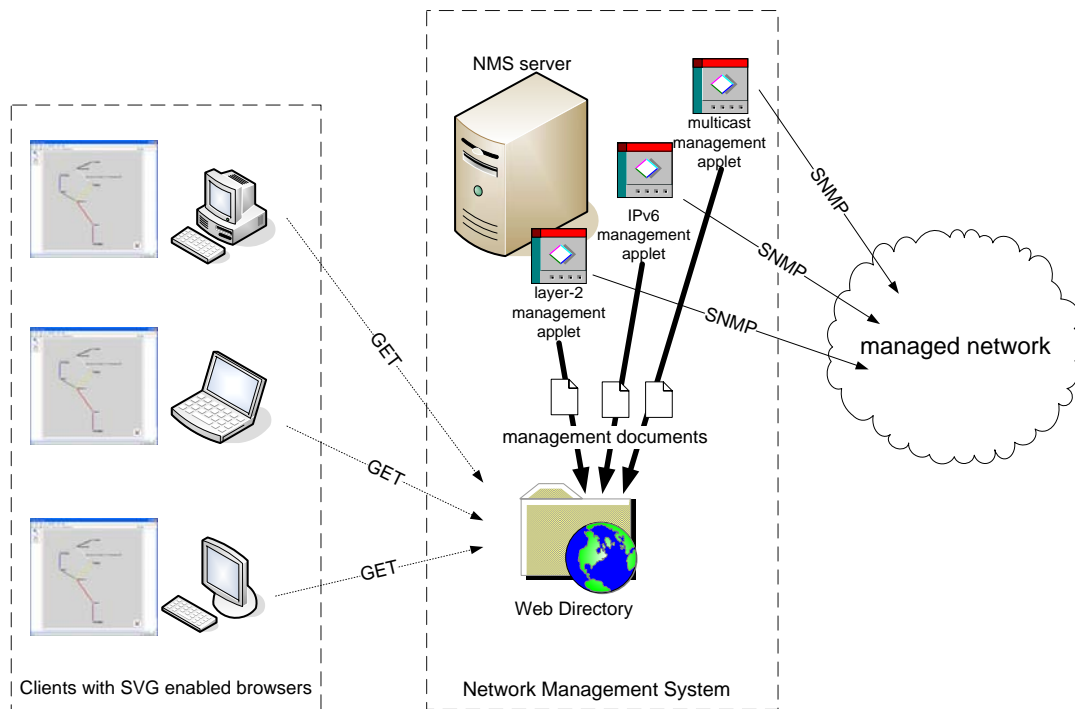 NMS server
multicast
management
applet
IPv6
management
applet
layer-2
management
applet
SNMP
SNMP
SNMP
managed network
GET
GET
GET
management documents
Web Directory
Clients with SVG enabled browsers
Network Management System